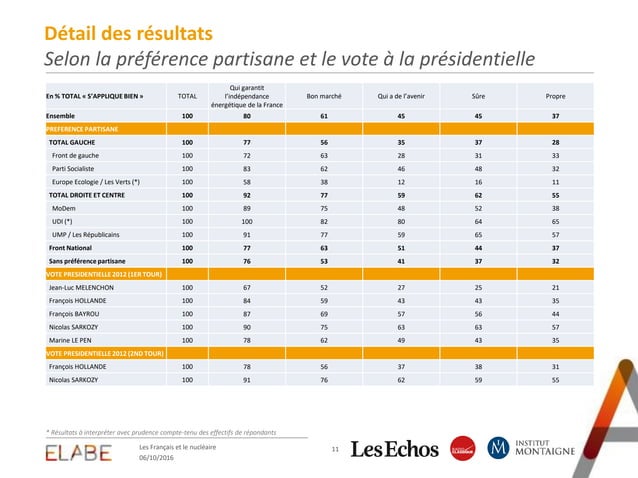 Détail des résultats
Selon la préférence partisane et le vote à la présidentielle
En % TOTAL « S'APPLIQUE BIEN » TOTAL Qui garantit l'indépendance énergétique de la France Bon marché Qui a de l'avenir Sûre Propre
Ensemble 100 80 61 45 45 37
PREFERENCE PARTISANE
TOTAL GAUCHE 100 77 56 35 37 28
Front de gauche 100 72 63 28 31 33
Parti Socialiste 100 83 62 46 48 32
Europe Ecologie / Les Verts (*) 100 58 38 12 16 11
TOTAL DROITE ET CENTRE 100 92 77 59 62 55
MoDem 100 89 75 48 52 38
UDI (*) 100 100 82 80 64 65
UMP / Les Républicains 100 91 77 59 65 57
Front National 100 77 63 51 44 37
Sans préférence partisane 100 76 53 41 37 32
VOTE PRESIDENTIELLE 2012 (1ER TOUR)
Jean-Luc MELENCHON 100 67 52 27 25 21
François HOLLANDE 100 84 59 43 43 35
François BAYROU 100 87 69 57 56 44
Nicolas SARKOZY 100 90 75 63 63 57
Marine LE PEN 100 78 62 49 43 35
VOTE PRESIDENTIELLE 2012 (2ND TOUR)
François HOLLANDE 100 78 56 37 38 31
Nicolas SARKOZY 100 91 76 62 59 55
* Résultats à interpréter avec prudence compte-tenu des effectifs de répondants
ELABE
Les Français et le nucléaire
06/10/2016
11
Les Echos
RADIO CLASSIQUE
iM
INSTITUT
MONTAIGNE